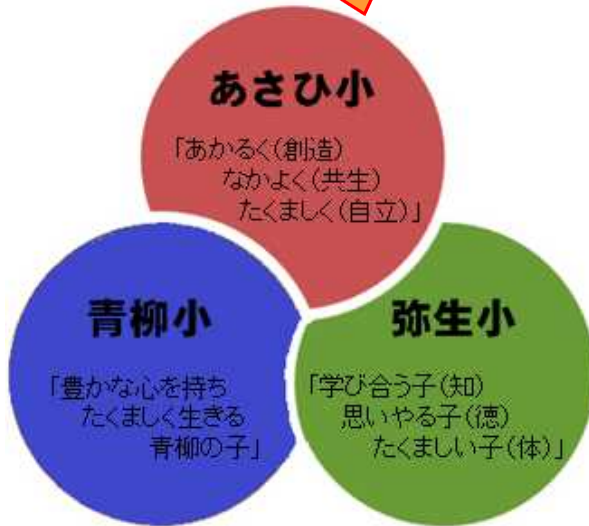 あさひ小
「あかるく(創造)
なかよく(共生)
たくましく(自立)」
青柳小
「豊かな心を持ち
たくましく生きる
青柳の子」
弥生小
「学び合う子(知)
思いやる子(徳)
たくましい子(体)」